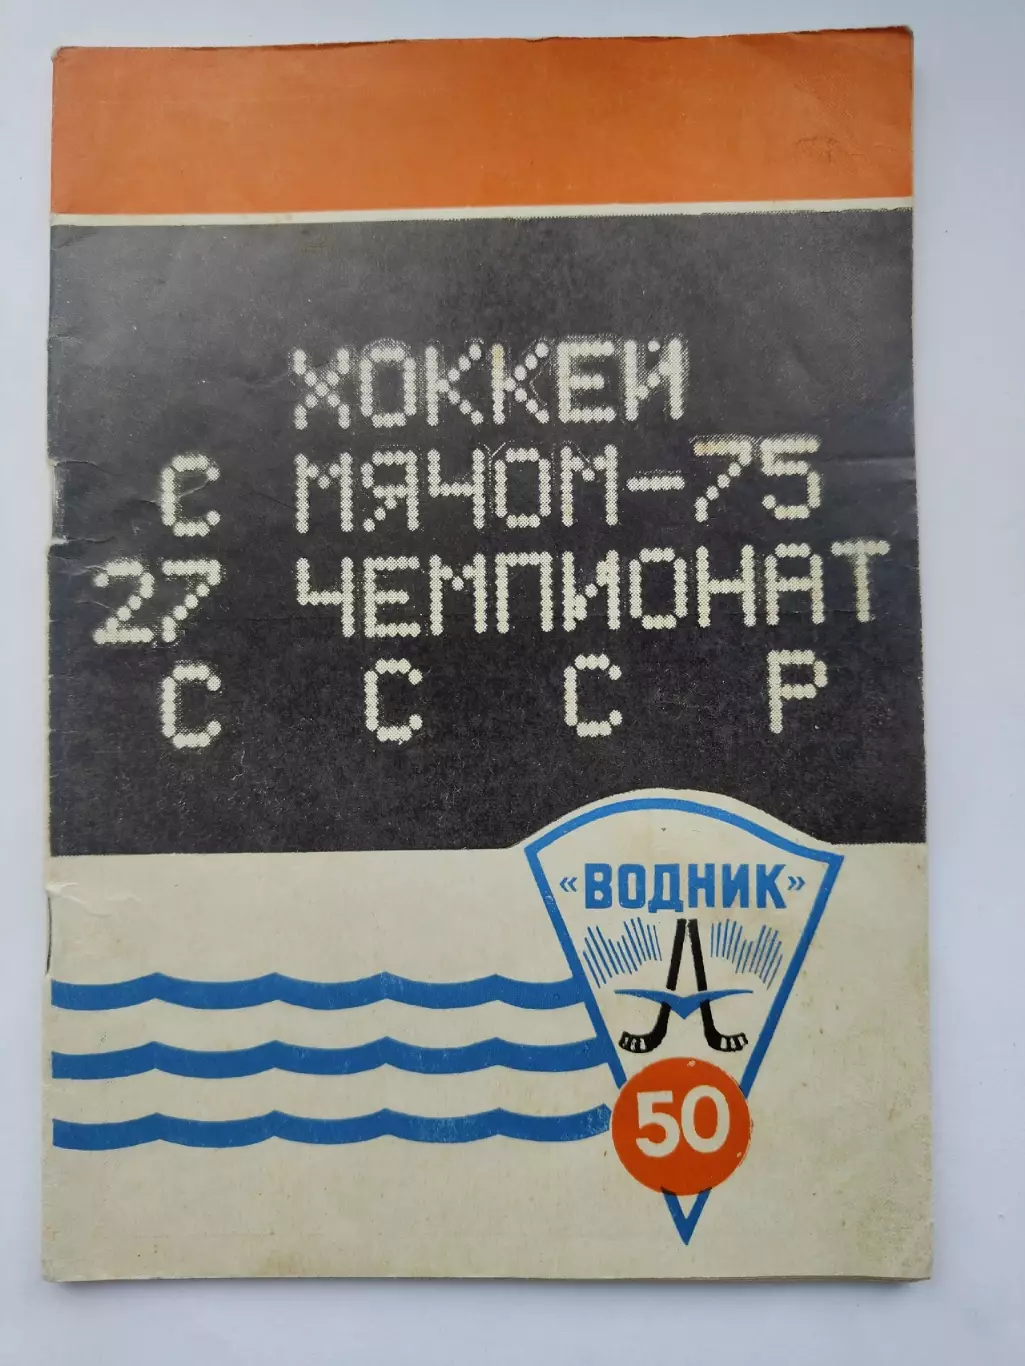 ХОККЕЙ
С МЯЧОМ-75
27 ЧЕМПИОНАТ
С С С Р
«ВОДНИК»
50